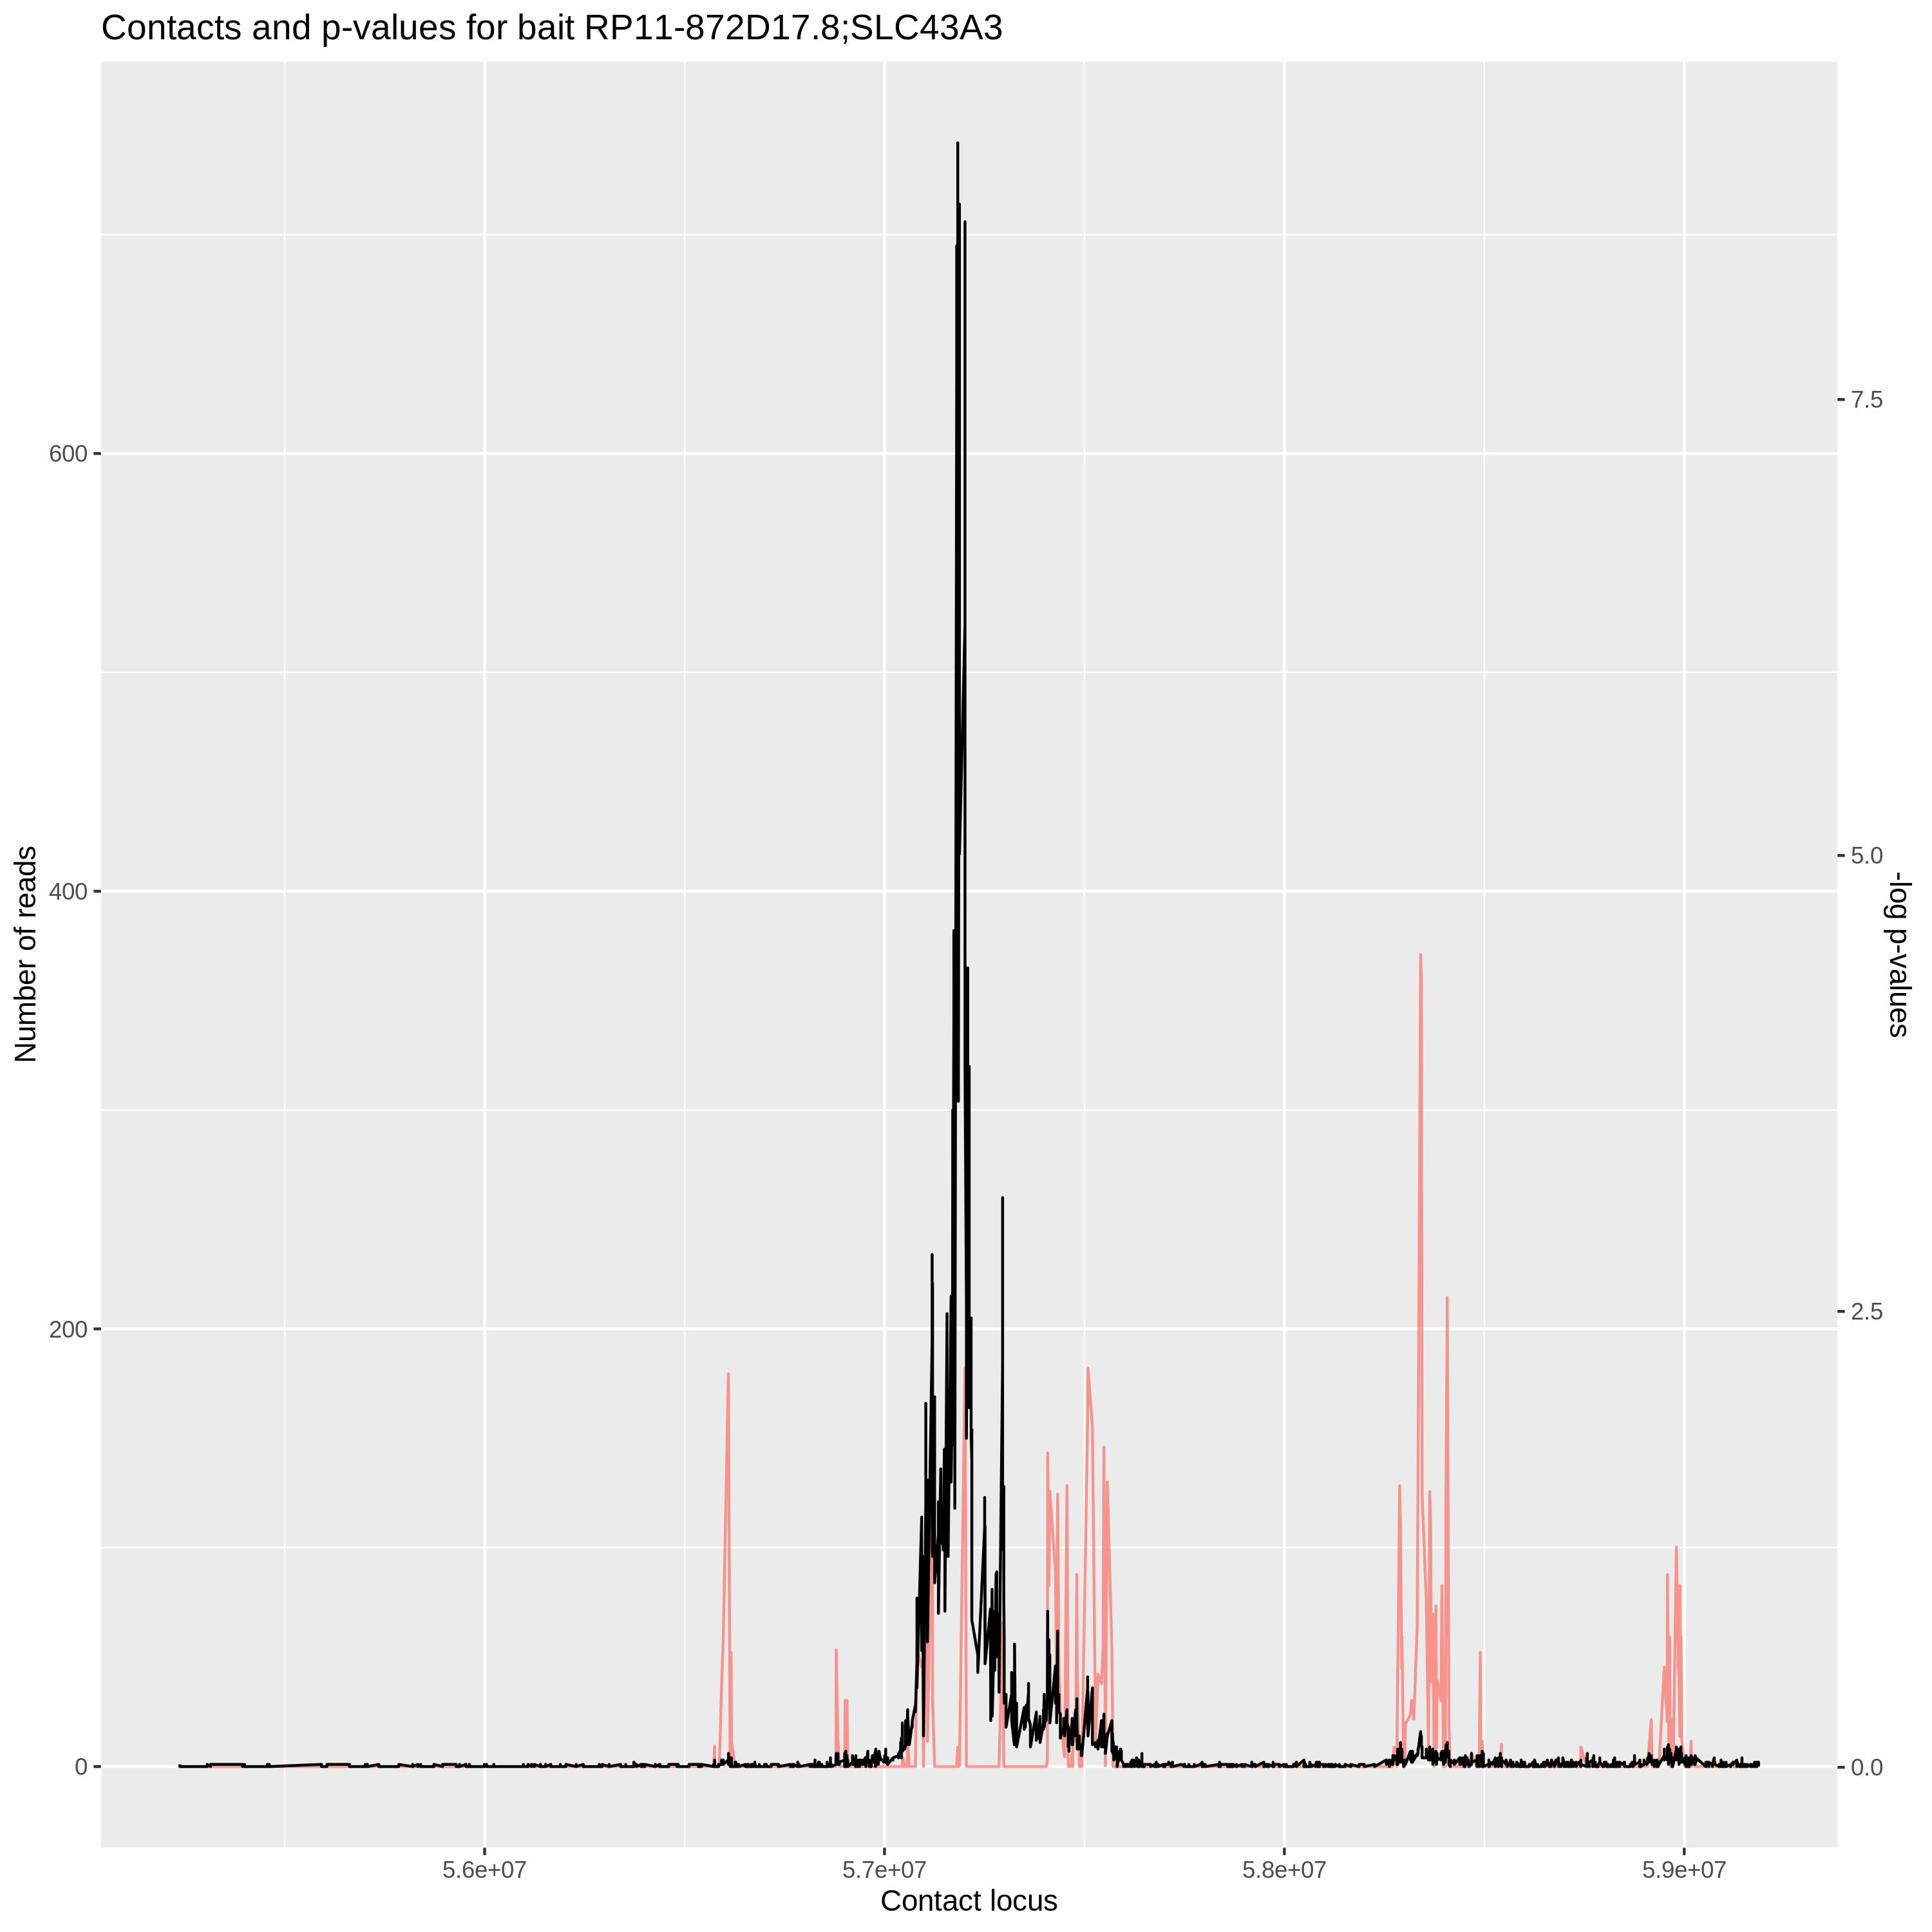 Contacts and p-values for bait RP11-872D17.8;SLC43A3
Number of reads
600
400
200
0
7.5
5.0
2.5
0.0
-log p-values
5.6e+07
5.7e+07
5.8e+07
5.9e+07
Contact locus